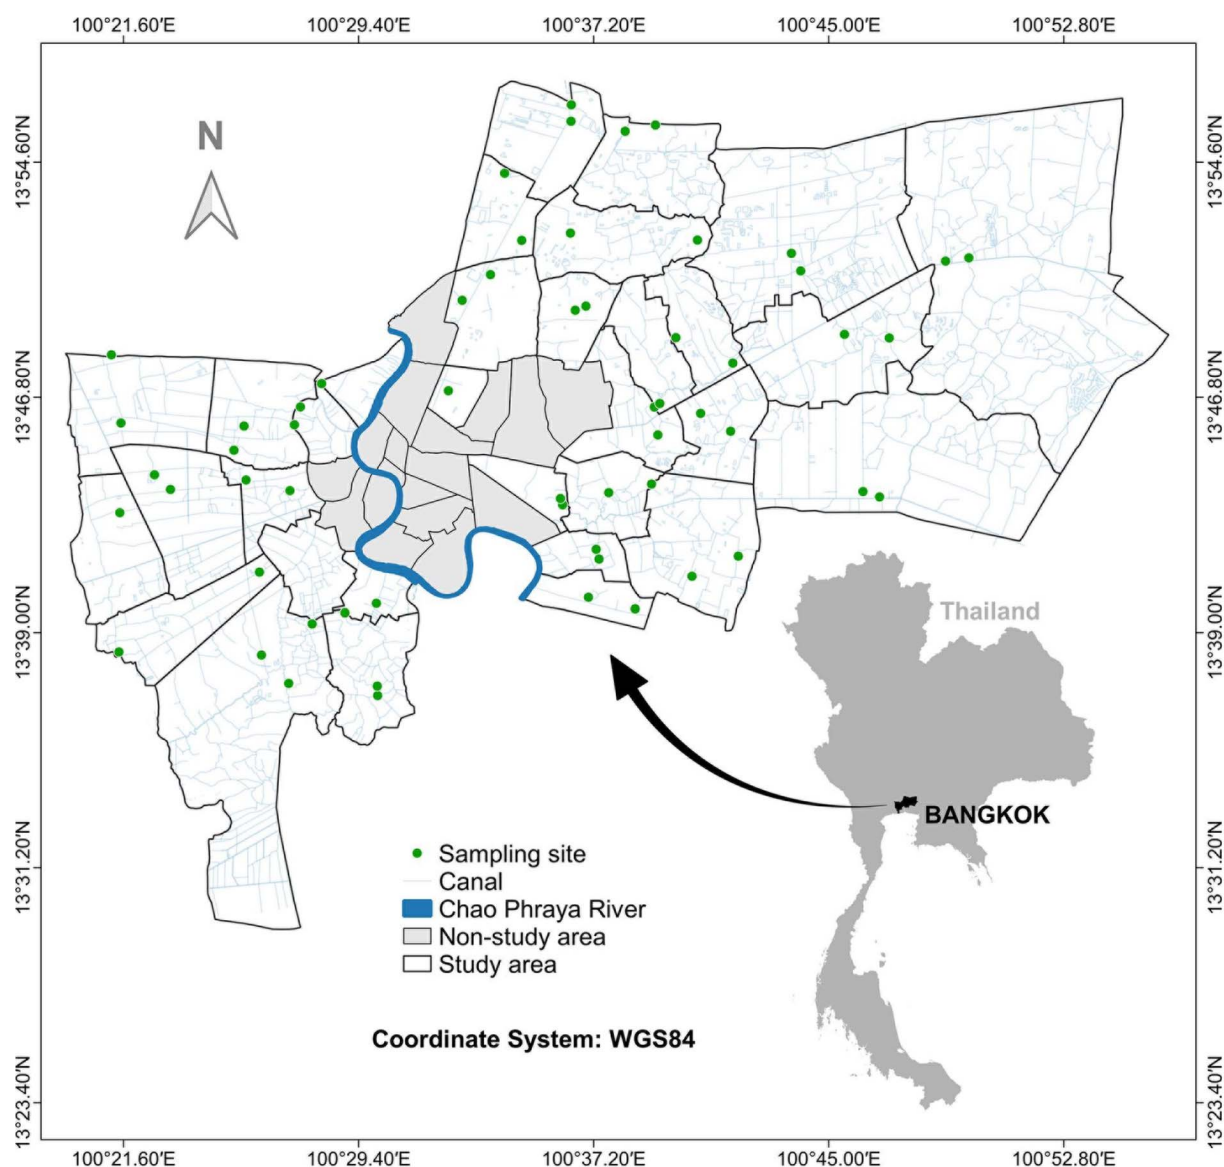 100°21.60'E 100°29.40'E 100°37.20'E 100°45.00'E 100°52.80'E
13°54.60'N
13°54.60'N
N
13°46.80'N
13°46.80'N
Thailand
13°39.00'N
13°39.00'N
BANGKOK
Sampling site
Canal
Chao Phraya River
Non-study area
Study area
13°31.20'N
13°31.20'N
Coordinate System: WGS84
13°23.40'N
13°23.40'N
100°21.60'E 100°29.40'E 100°37.20'E 100°45.00'E 100°52.80'E